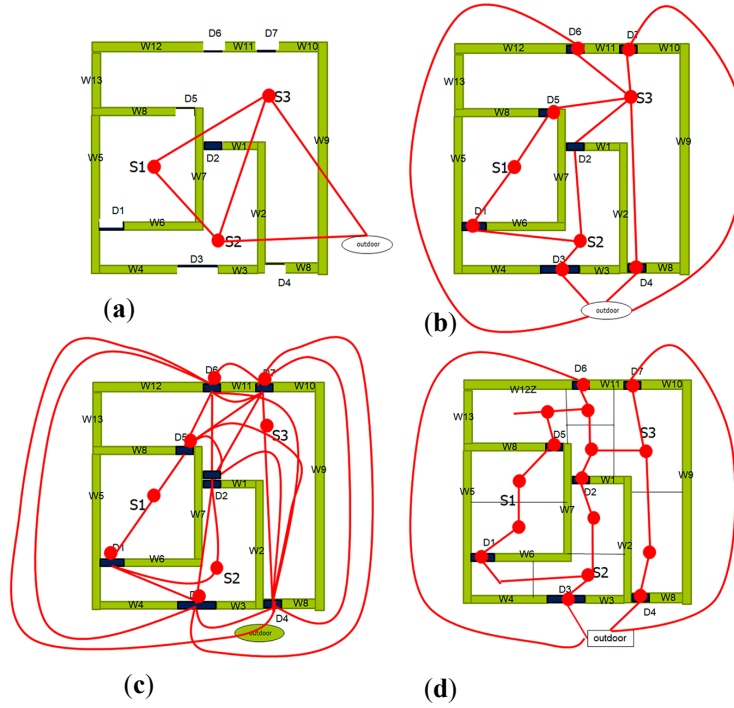 D6 D7
W12 W11 W10
W13
D5
W8
S3
W5 W9
W1
D2
S1
W7
D1
W6 W2
S2
outdoor
D3
W4 W3 W8
D4
(a)
D6 D7
W12 W11 W10
W13
S3
D5
W8
W5 W9
W1
D2
S1
W7
D1
W6 W2
S2
D3
W4 W3 W8
D4
outdoor
(b)
D6 D7
W12 W11 W10
W13
D5 S3
W8
W5 W9
W1
D2
S1
W7
D1
W6 W2
S2
W4 W3 W8
D4
outdoor
(c)
D6 D7
W12Z W11 W10
W13
D5 S3
W8
W5 W9
W1
D2
S1
W7
D1
W6 W2
S2
D3
W4 W3 W8
D4
outdoor
(d)